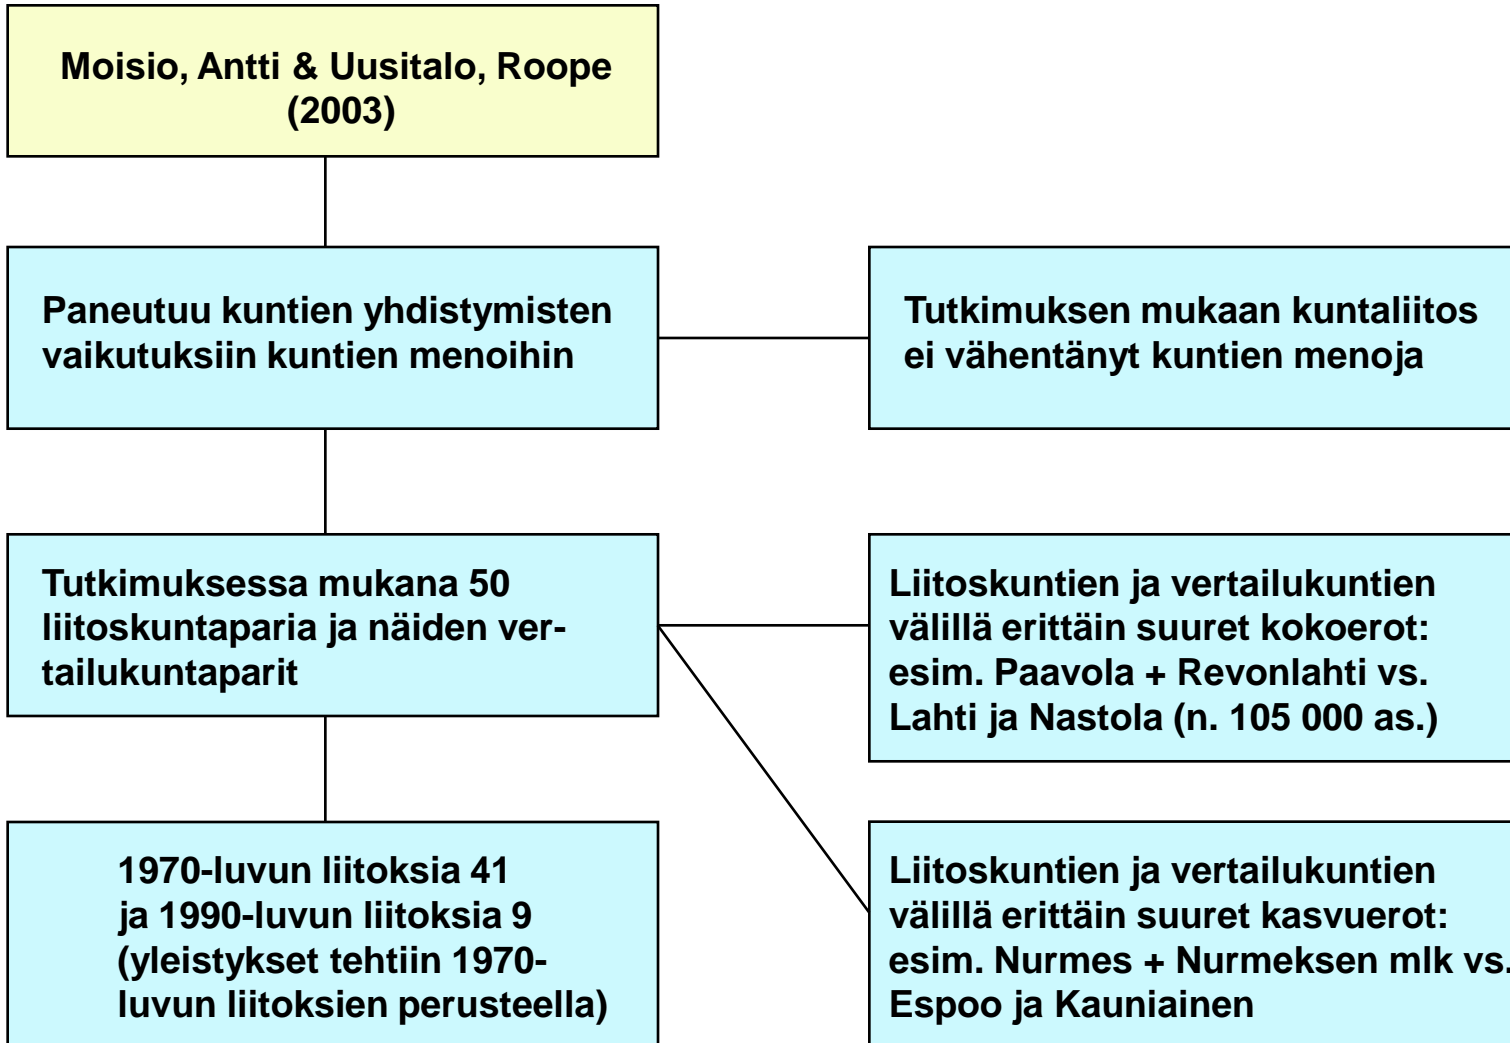 Moisio, Antti & Uusitalo, Roope
(2003)
Paneutuu kuntien yhdistymisten
vaikutuksiin kuntien menoihin
Tutkimuksen mukaan kuntaliitos
ei vähentänyt kuntien menoja
Tutkimuksessa mukana 50
liitoskuntaparia ja näiden ver-
tailukuntaparit
Liitoskuntien ja vertailukuntien
välillä erittäin suuret kokoerot:
esim. Paavola + Revonlahti vs.
Lahti ja Nastola (n. 105 000 as.)
1970-luvun liitoksia 41
ja 1990-luvun liitoksia 9
(yleistykset tehtiin 1970-
luvun liitoksien perusteella)
Liitoskuntien ja vertailukuntien
välillä erittäin suuret kasvuerot:
esim. Nurmes + Nurmeksen mlk vs.
Espoo ja Kauniainen